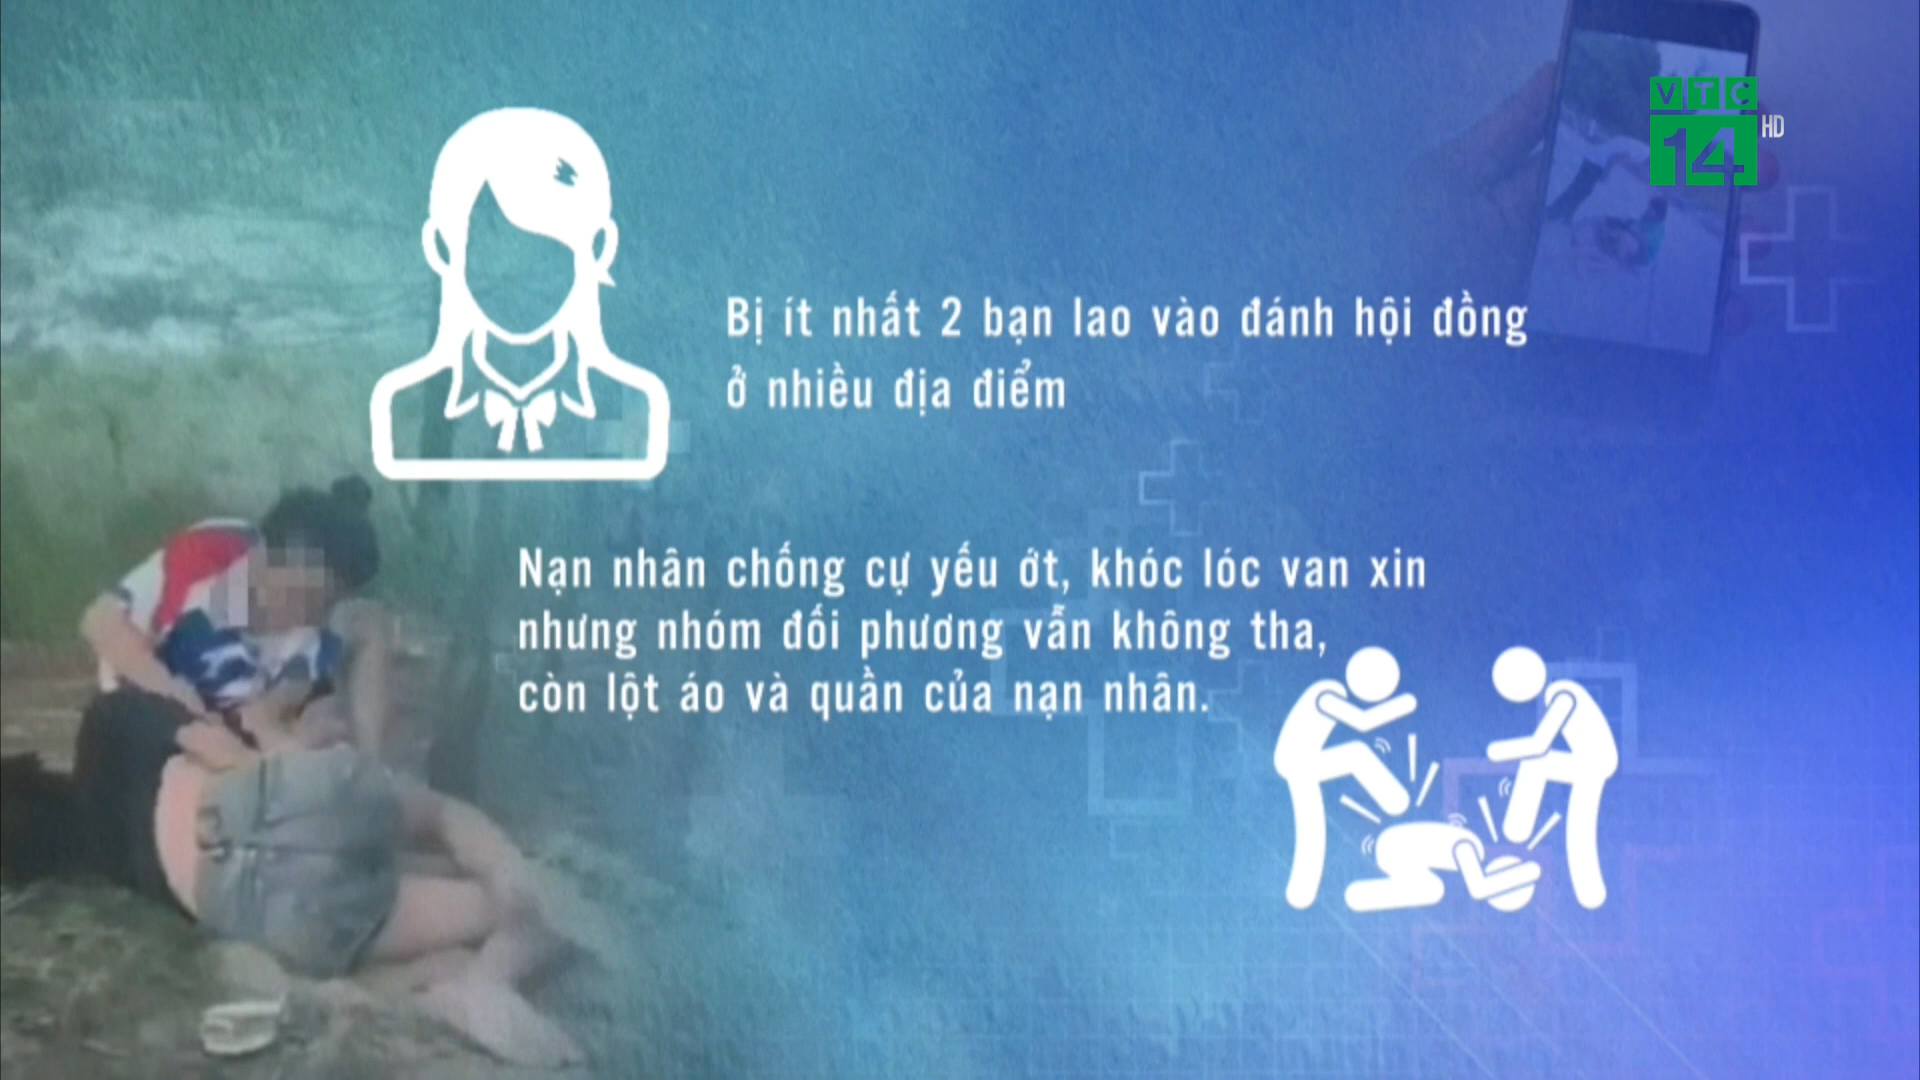 VTC
14 HD
Bị ít nhất 2 bạn lao vào đánh hội đồng
ở nhiều địa điểm
Nạn nhân chống cự yếu ớt, khóc lóc van xin
nhưng nhóm đối phương vẫn không tha,
còn lột áo và quần của nạn nhân.